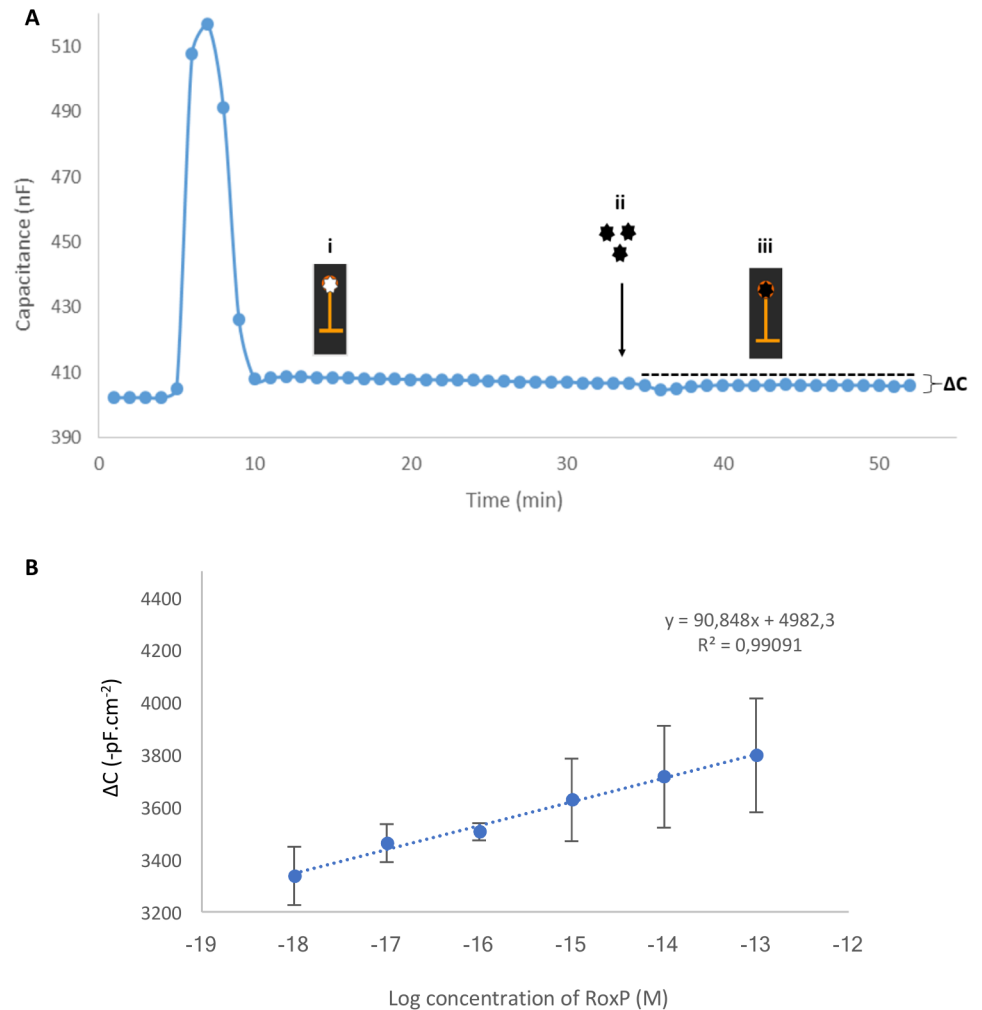 A
510
490
470
450
430
410
390
Capacitance (nF)
i
ii
iii
ΔC
0 10 20 30 40 50
Time (min)
B
4400
4200
4000
3800
3600
3400
3200
ΔC (-pF.cm⁻²)
y = 90,848x + 4982,3
R² = 0,99091
-19 -18 -17 -16 -15 -14 -13 -12
Log concentration of RoxP (M)